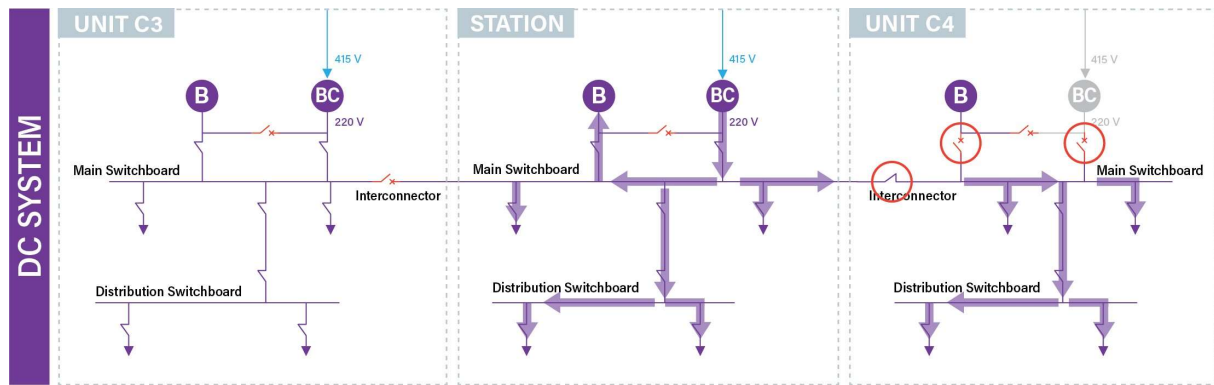 DC SYSTEM
UNIT C3
415 V
B
BC
220 V
Main Switchboard
Interconnector
Distribution Switchboard
STATION
415 V
B
BC
220 V
Main Switchboard
Distribution Switchboard
UNIT C4
415 V
B
BC
220 V
Main Switchboard
Interconnector
Distribution Switchboard